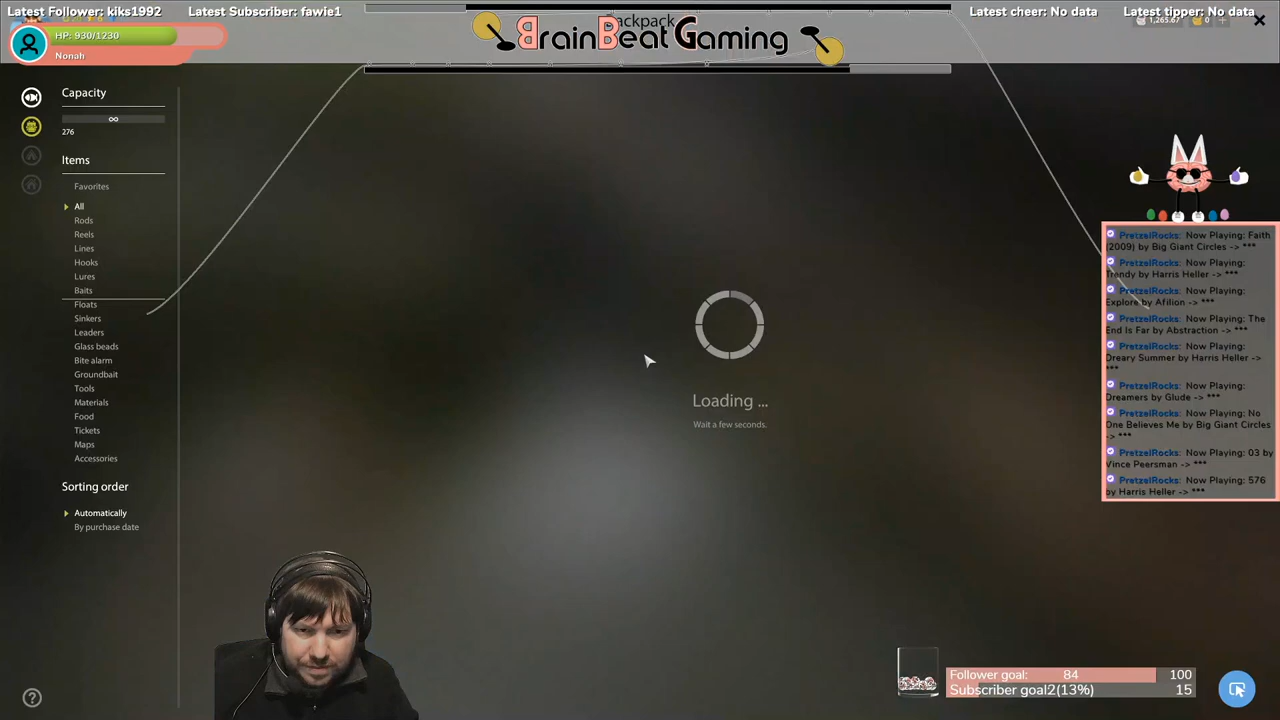 Latest Follower: kiks1992
Latest Subscriber: fawie1
Latest cheer: No data
Latest tipper: No data
HP: 930/1230
Nonah
BrainBeat Gaming
1,265.67
0
Capacity
∞
276
Items
Favorites
All
Rods
Reels
Lines
Hooks
Lures
Baits
Floats
Sinkers
Leaders
Glass beads
Bite alarm
Groundbait
Tools
Materials
Food
Tickets
Maps
Accessories
Sorting order
Automatically
By purchase date
Loading ...
Wait a few seconds.
PretzelRocks: Now Playing: Faith
(2009) by Big Giant Circles -> ***
PretzelRocks: Now Playing:
Trendy by Harris Heller -> ***
PretzelRocks: Now Playing:
Explore by Afilion -> ***
PretzelRocks: Now Playing: The
End Is Far by Abstraction -> ***
PretzelRocks: Now Playing:
Dreary Summer by Harris Heller ->
***
PretzelRocks: Now Playing:
Dreamers by Glude -> ***
PretzelRocks: Now Playing: No
One Believes Me by Big Giant Circles
-> ***
PretzelRocks: Now Playing: 03 by
Vince Peersman -> ***
PretzelRocks: Now Playing: 576
by Harris Heller -> ***
Follower goal: 84 100
Subscriber goal2(13%) 15